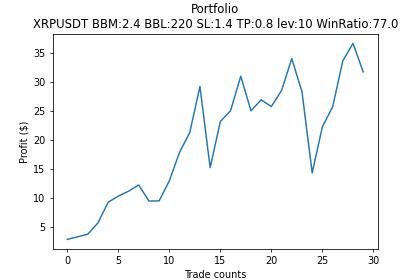 Portfolio
XRPUSDT BBM:2.4 BBL:220 SL:1.4 TP:0.8 lev:10 WinRatio:77.0
35
30
25
20
15
10
5
Profit ($)
0 5 10 15 20 25 30
Trade counts